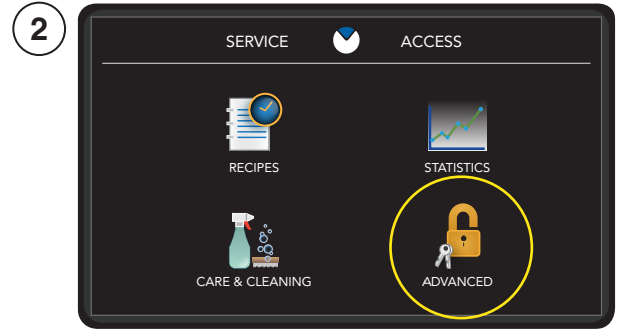 2
SERVICE ACCESS
RECIPES STATISTICS
CARE & CLEANING ADVANCED